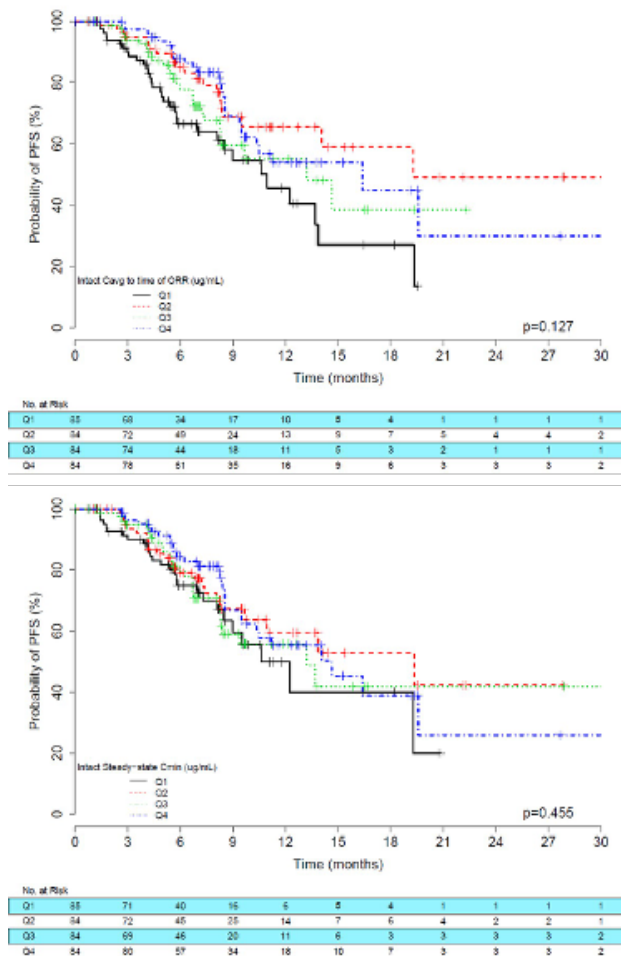 100
80
60
40
20
0
Probability of PFS (%)
Intact Cavg to time of ORR (ug/mL)
Q1
Q2
Q3
Q4
p=0.127
0 3 6 9 12 15 18 21 24 27 30
Time (months)
No. at Risk
Q1 85 68 34 17 10 5 4 1 1 1 1
Q2 84 72 49 24 13 9 7 5 4 4 2
Q3 84 74 44 18 11 5 3 2 1 1 1
Q4 84 78 61 35 16 9 6 3 3 3 2
100
80
60
40
20
0
Probability of PFS (%)
Intact Steady-state Cmin (ug/mL)
Q1
Q2
Q3
Q4
p=0.455
0 3 6 9 12 15 18 21 24 27 30
Time (months)
No. at Risk
Q1 85 71 40 16 6 5 4 1 1 1 1
Q2 84 72 45 25 14 7 6 4 2 2 1
Q3 84 69 46 20 11 6 3 3 3 3 2
Q4 84 80 57 34 18 10 7 3 3 3 2